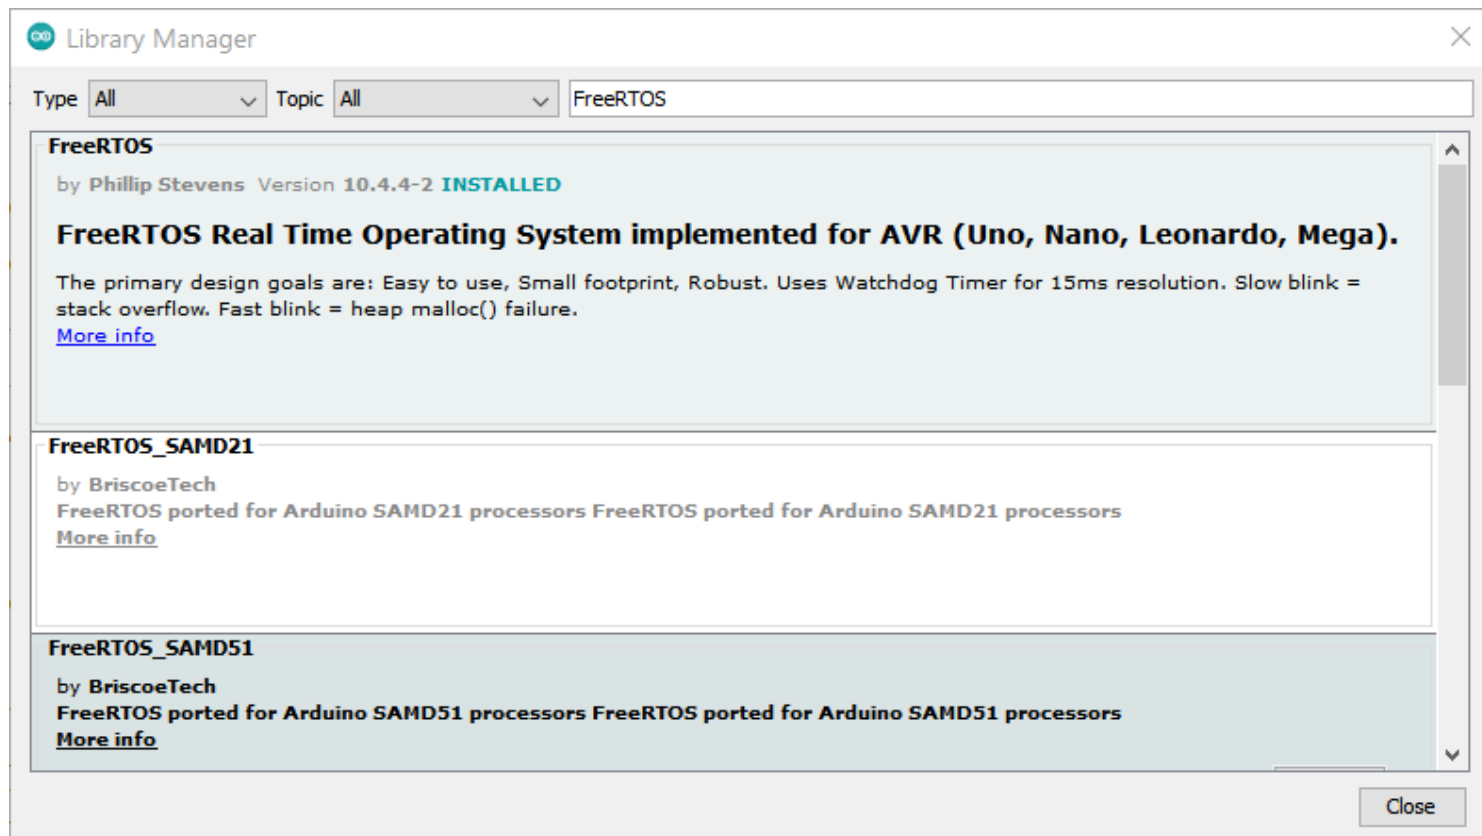 Library Manager
Type All Topic All FreeRTOS
FreeRTOS
by Phillip Stevens Version 10.4.4-2 INSTALLED
FreeRTOS Real Time Operating System implemented for AVR (Uno, Nano, Leonardo, Mega).
The primary design goals are: Easy to use, Small footprint, Robust. Uses Watchdog Timer for 15ms resolution. Slow blink =
stack overflow. Fast blink = heap malloc() failure.
More info
FreeRTOS_SAMD21
by BriscoeTech
FreeRTOS ported for Arduino SAMD21 processors FreeRTOS ported for Arduino SAMD21 processors
More info
FreeRTOS_SAMD51
by BriscoeTech
FreeRTOS ported for Arduino SAMD51 processors FreeRTOS ported for Arduino SAMD51 processors
More info
Close